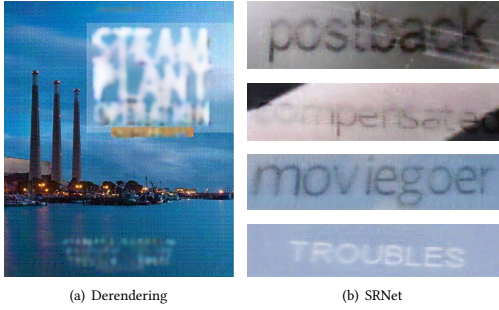 STEAM
PLANT
postback
compensated
moviegoer
TROUBLES
(a) Derendering
(b) SRNet